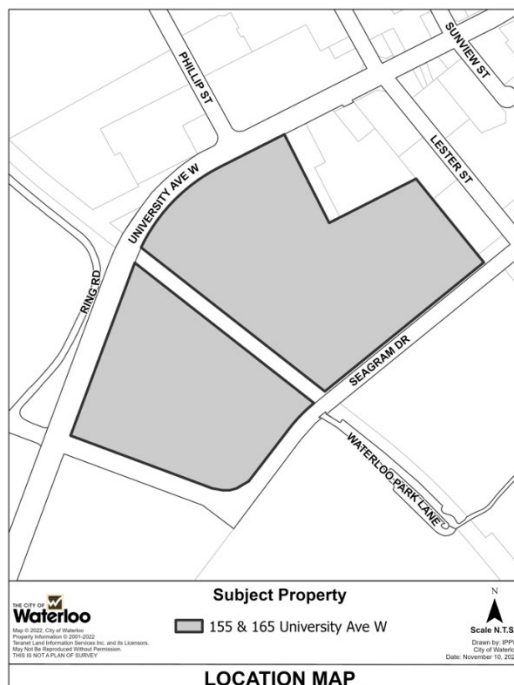 SUNVIEW ST
PHILLIP ST
LESTER ST
UNIVERSITY AVE W
RING RD
SEAGRAM DR
WATERLOO PARK LANE
THE CITY OF
Waterloo
Map © 2022, City of Waterloo
Property Information © 2001-2022
Teranet Land Information Services Inc. and its Licensors.
May Not Be Reproduced Without Permission.
THIS IS NOT A PLAN OF SURVEY
Subject Property
155 & 165 University Ave W
N
Scale N.T.S
Drawn by: IPPW
City of Waterlo
Date: November 10, 202
LOCATION MAP